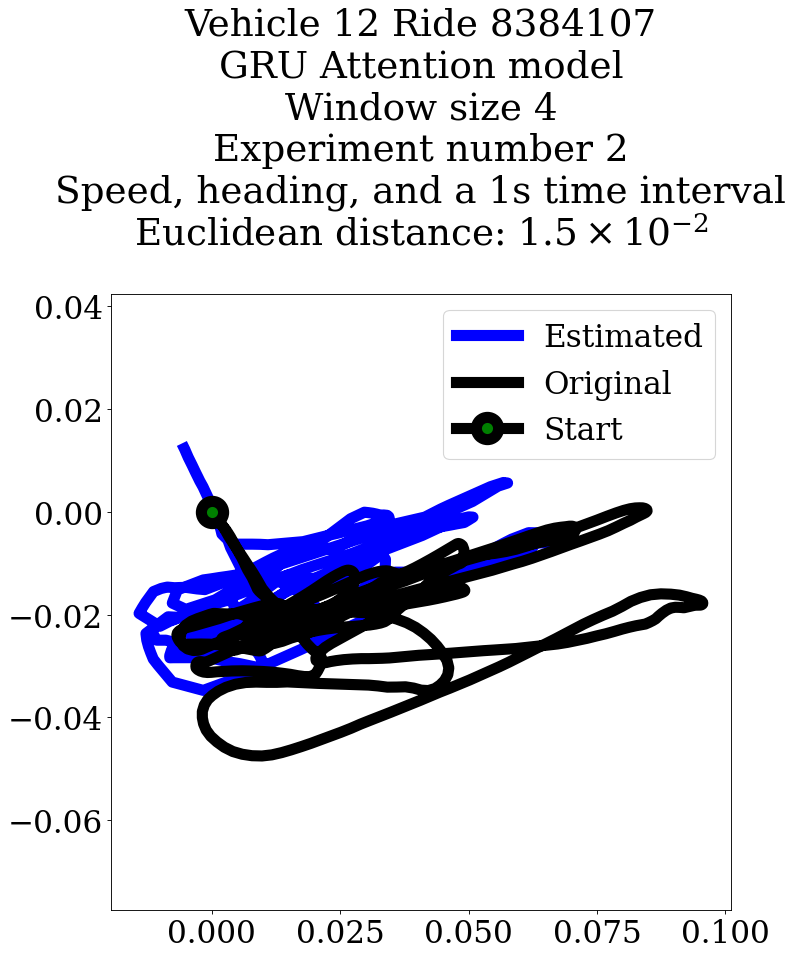 Vehicle 12 Ride 8384107
GRU Attention model
Window size 4
Experiment number 2
Speed, heading, and a 1s time interval
Euclidean distance: 1.5 × 10⁻²
0.04
0.02
0.00
−0.02
−0.04
−0.06
Estimated
Original
Start
0.000 0.025 0.050 0.075 0.100